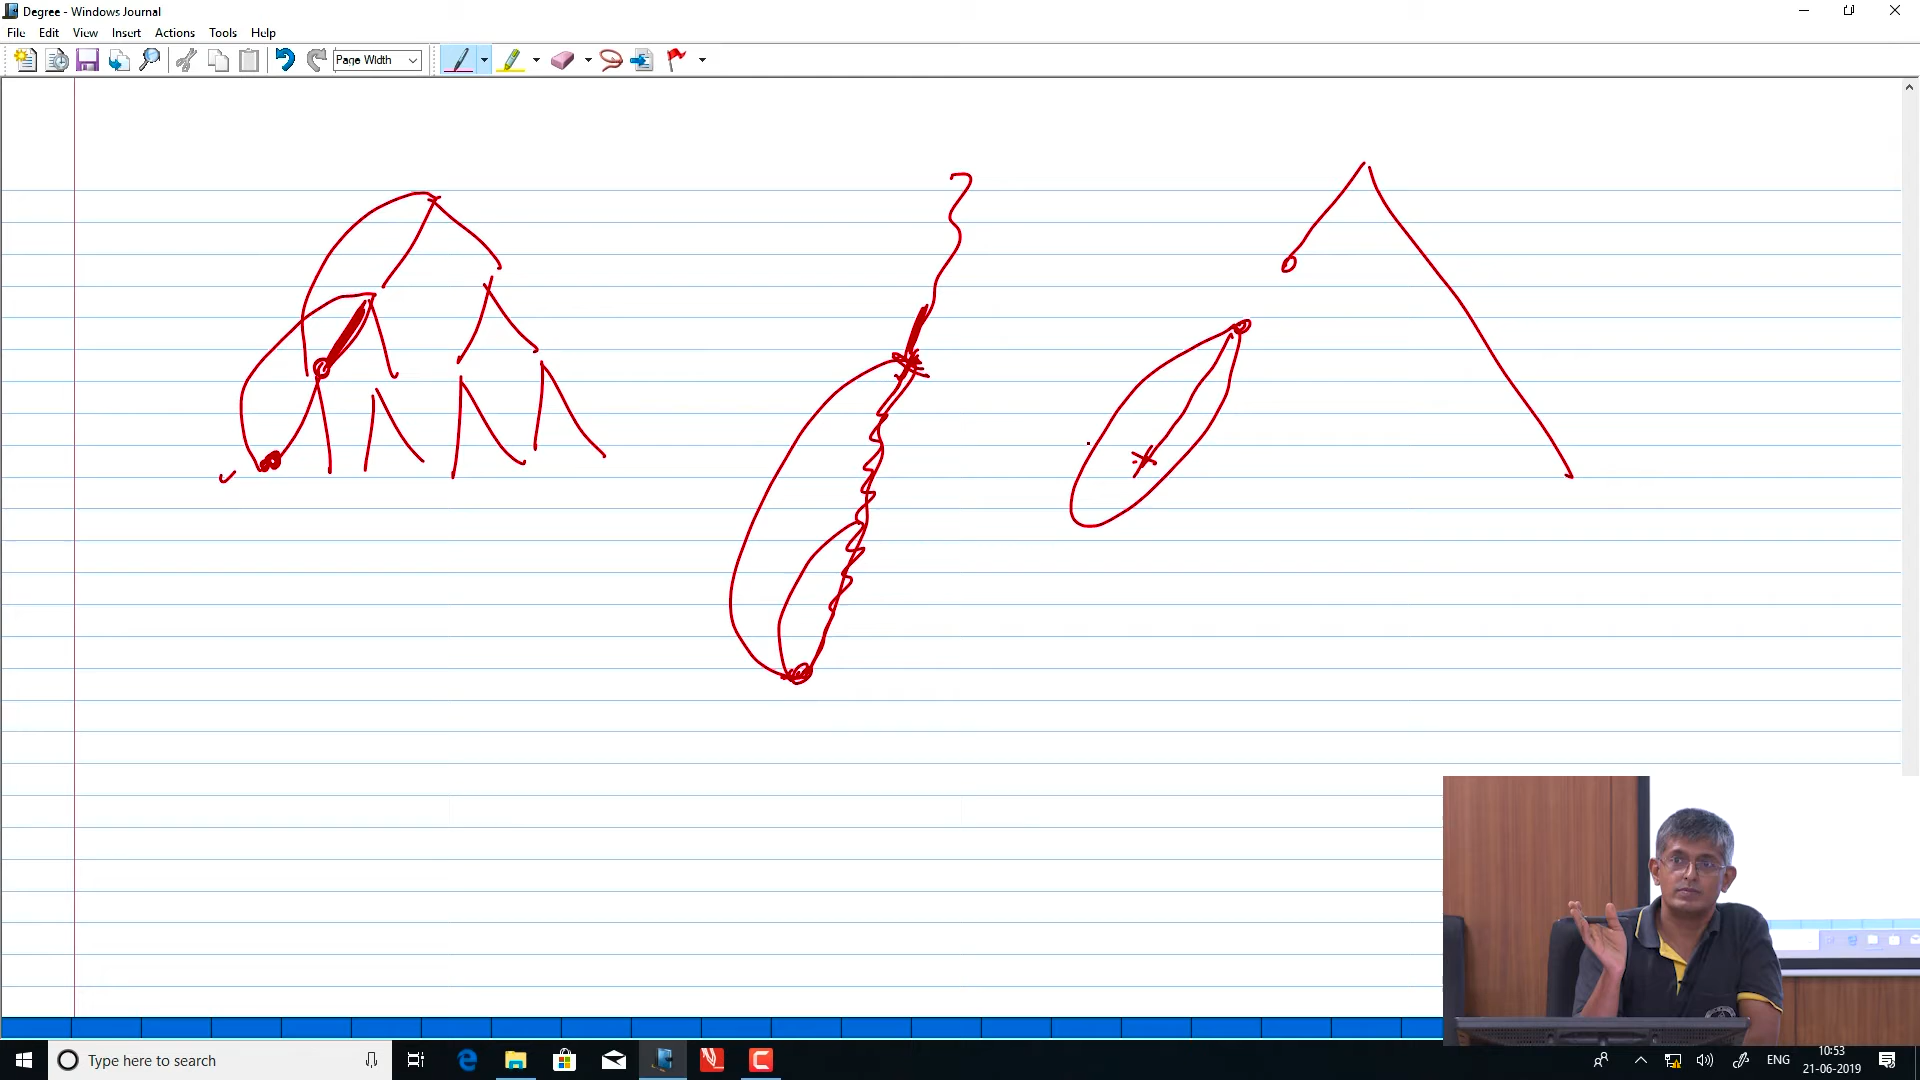 Degree - Windows Journal
File Edit View Insert Actions Tools Help
Page Width
Type here to search
ENG
10:53
21-06-2019